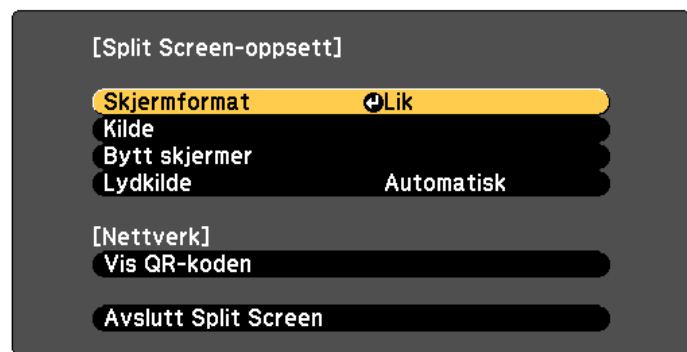 [Split Screen-oppsett]
Skjermformat Lik
Kilde
Bytt skjermer
Lydkilde Automatisk
[Nettverk]
Vis QR-koden
Avslutt Split Screen